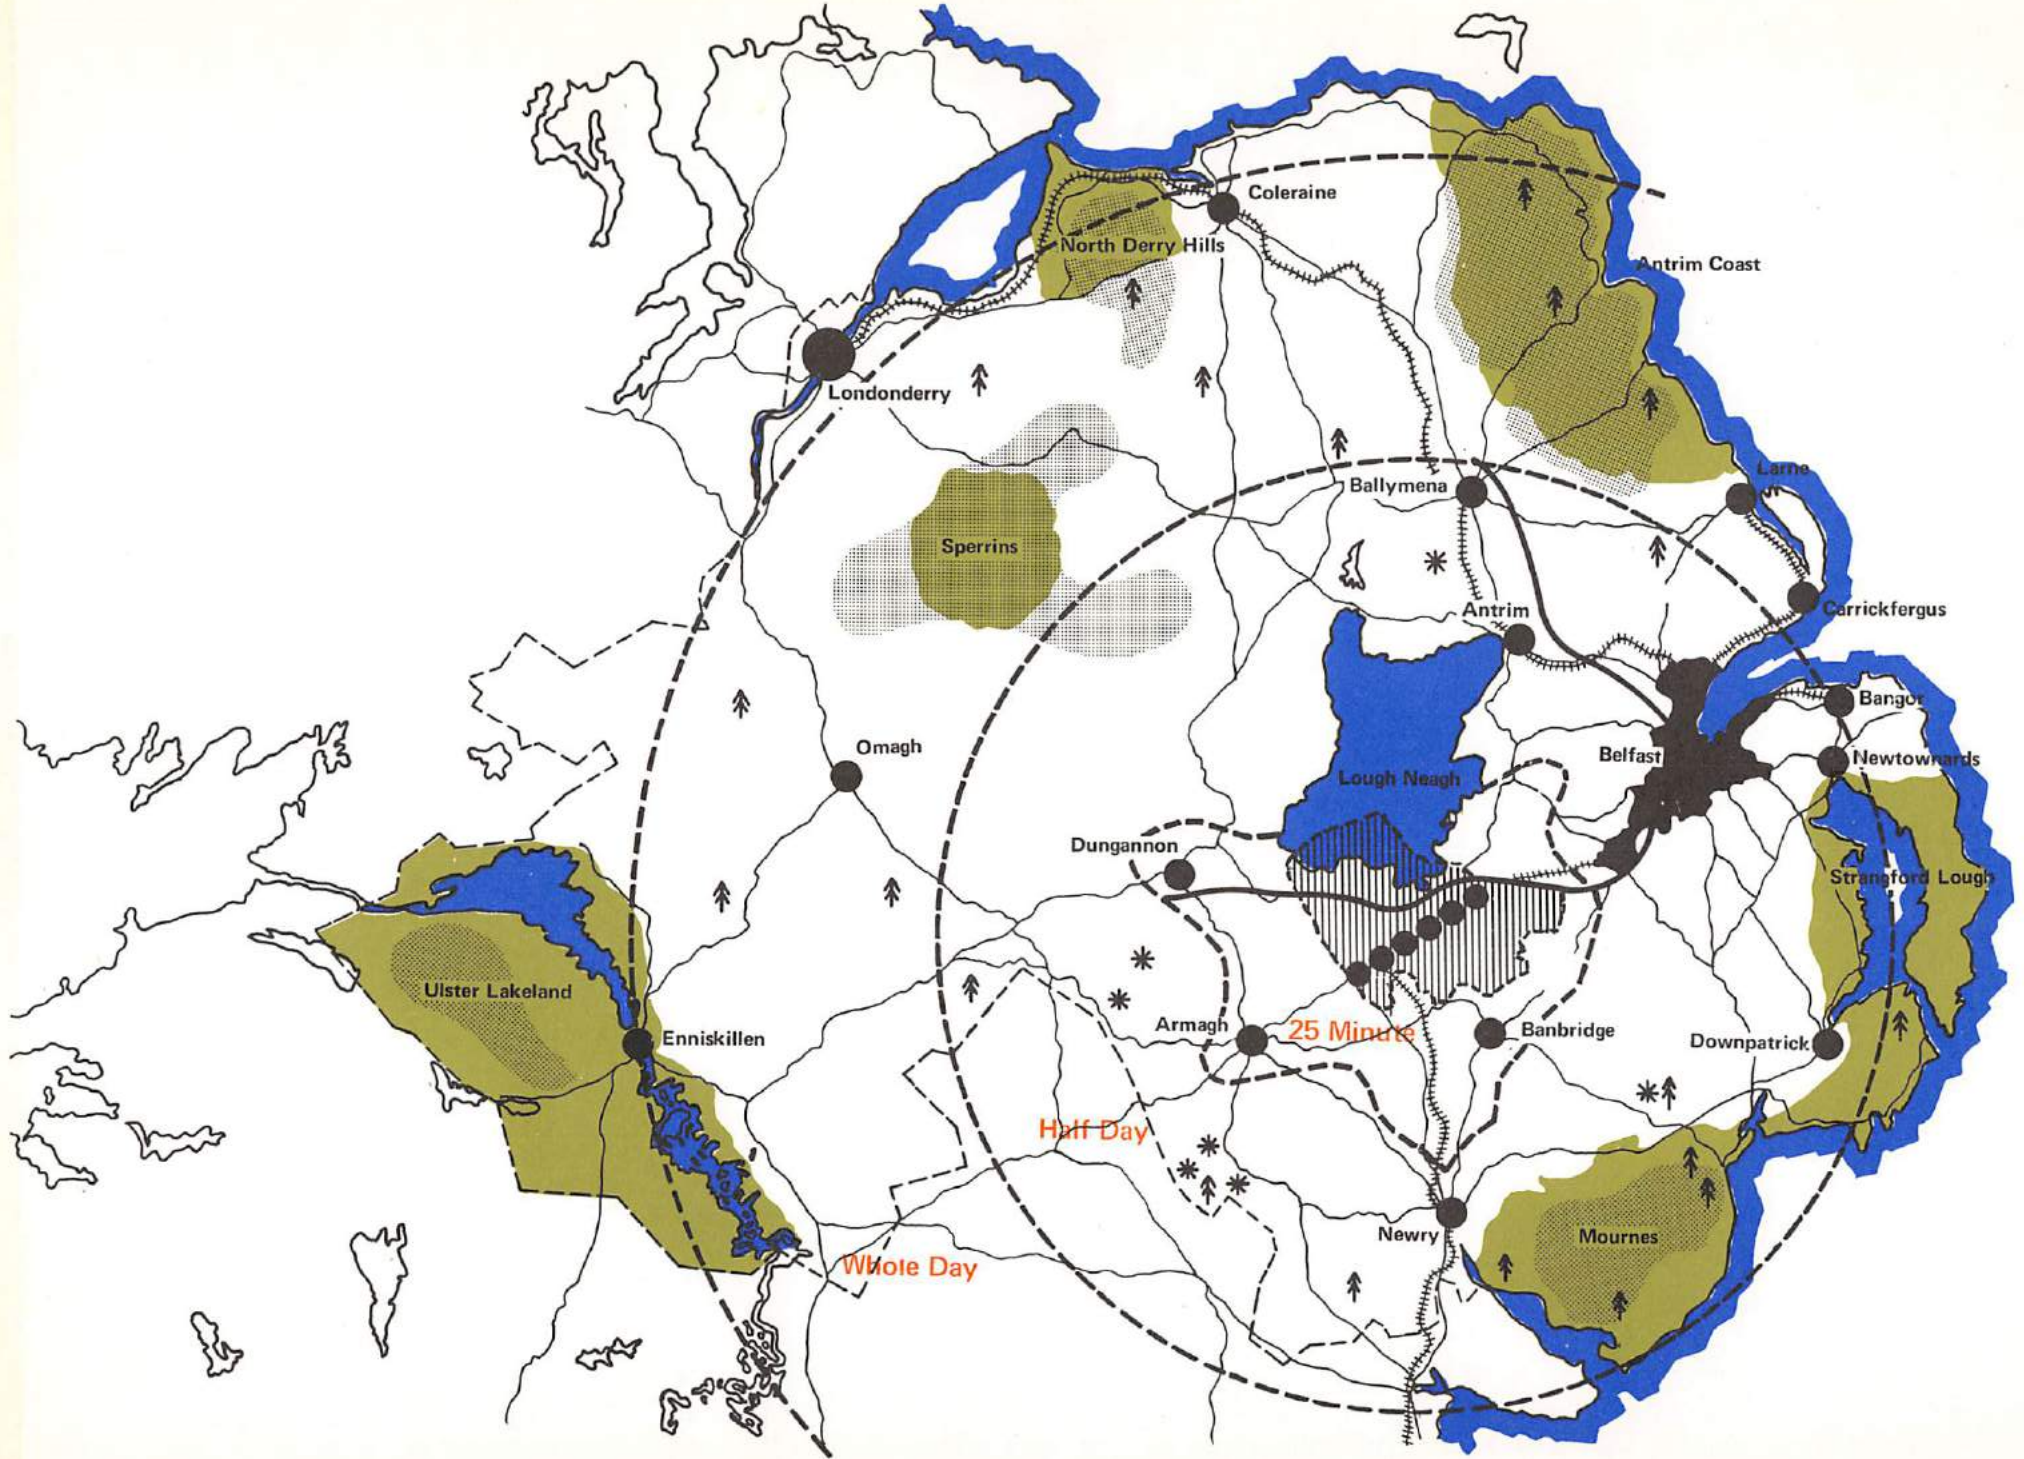 Coleraine
North Derry Hills
Antrim Coast
Londonderry
Larne
Ballymena
Sperrins
Antrim
Carrickfergus
Bangor
Omagh
Belfast
Newtownards
Lough Neagh
Dungannon
Strangford Lough
Ulster Lakeland
Armagh
25 Minute
Banbridge
Enniskillen
Downpatrick
Half Day
Newry
Mournes
Whole Day